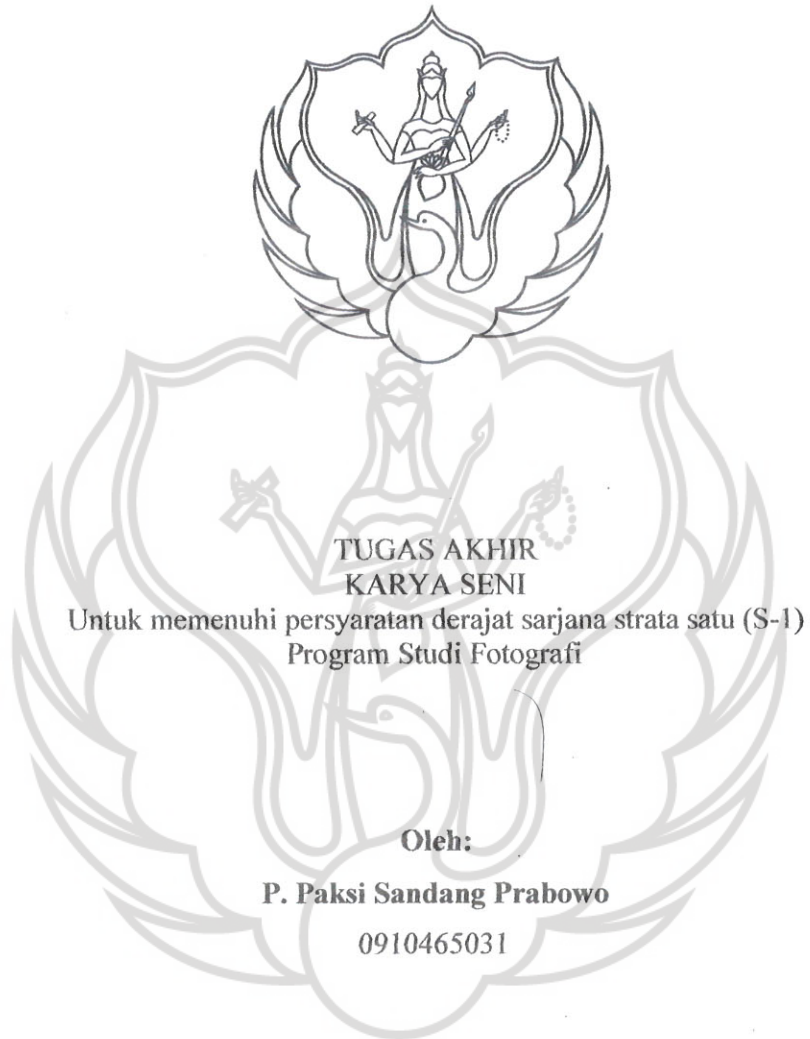 TUGAS AKHIR
KARYA SENI
Untuk memenuhi persyaratan derajat sarjana strata satu (S-1)
Program Studi Fotografi
Oleh:
P. Paksi Sandang Prabowo
0910465031